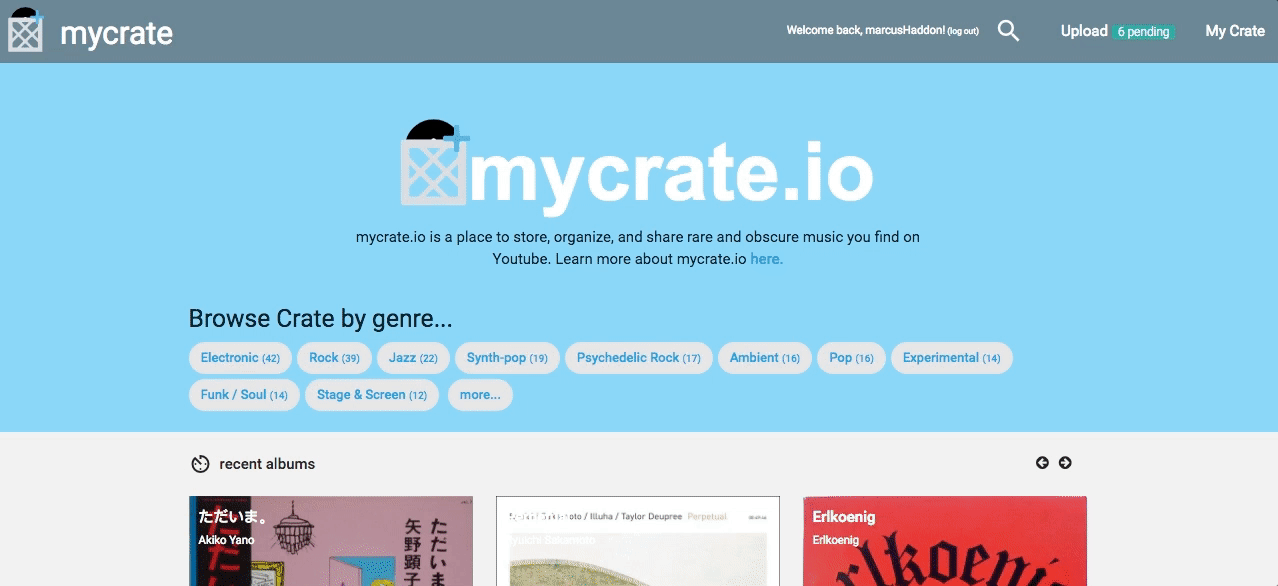 mycrate
Welcome back, marcusHaddon! (log out)
Upload 6 pending
My Crate
mycrate.io
mycrate.io is a place to store, organize, and share rare and obscure music you find on
Youtube. Learn more about mycrate.io here.
Browse Crate by genre...
Electronic (42) Rock (39) Jazz (22) Synth-pop (19) Psychedelic Rock (17) Ambient (16) Pop (16) Experimental (14)
Funk / Soul (14) Stage & Screen (12) more...
recent albums
ただいま。
Akiko Yano
ただいま
矢野顕子
/ Illuha / Taylor Deupree Perpetual
Ryuichi Sakamoto
Erlkoenig
Erlkoenig